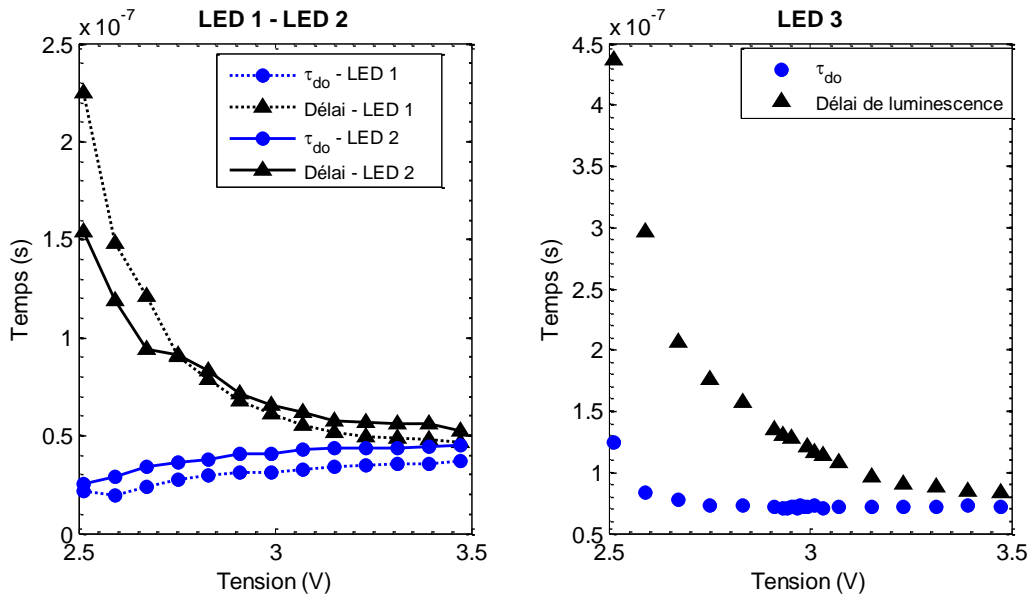 LED 1 - LED 2
x 10^-7
2.5
2
1.5
1
0.5
0
2.5
3
3.5
Temps (s)
Tension (V)
τdo - LED 1
Délai - LED 1
τdo - LED 2
Délai - LED 2
LED 3
x 10^-7
4.5
4
3.5
3
2.5
2
1.5
1
0.5
2.5
3
3.5
Temps (s)
Tension (V)
τdo
Délai de luminescence